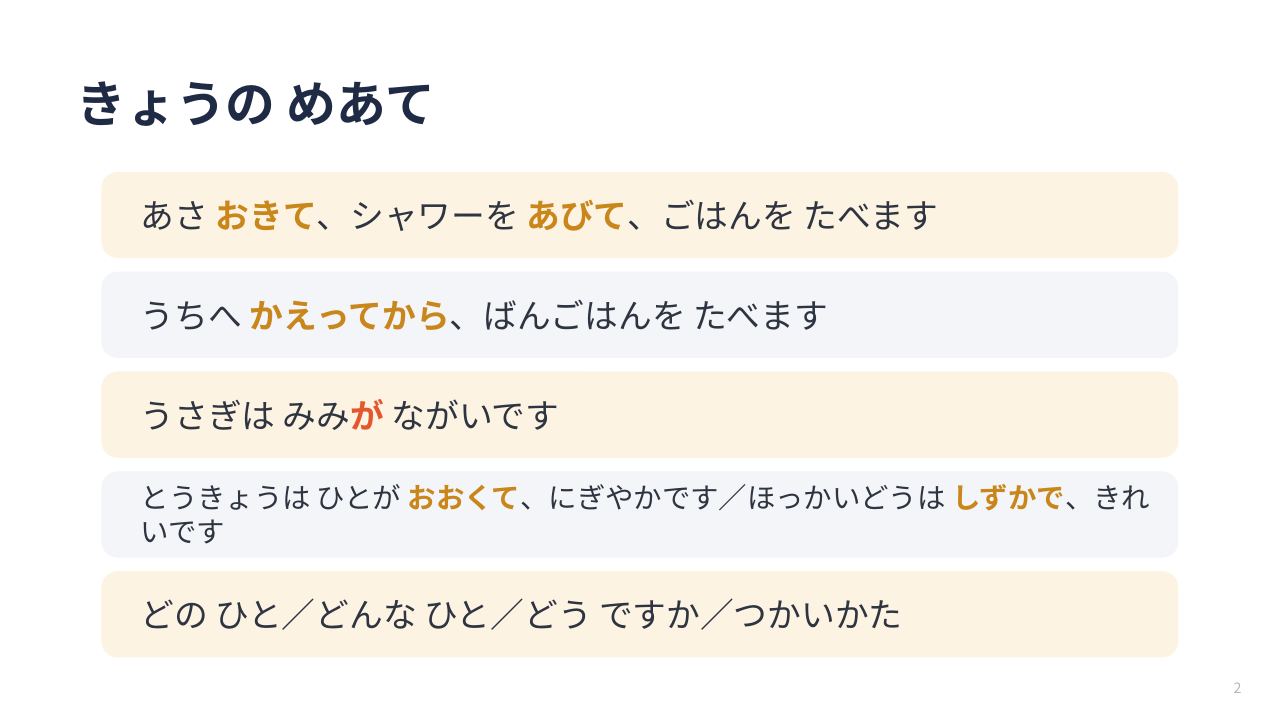 きょうの めあて
あさ おきて、シャワーを あびて、ごはんを たべます
うちへ かえってから、ばんごはんを たべます
うさぎは みみが ながいです
とうきょうは ひとが おおくて、にぎやかです／ほっかいどうは しずかで、きれ
いです
どの ひと／どんな ひと／どう ですか／つかいかた
2